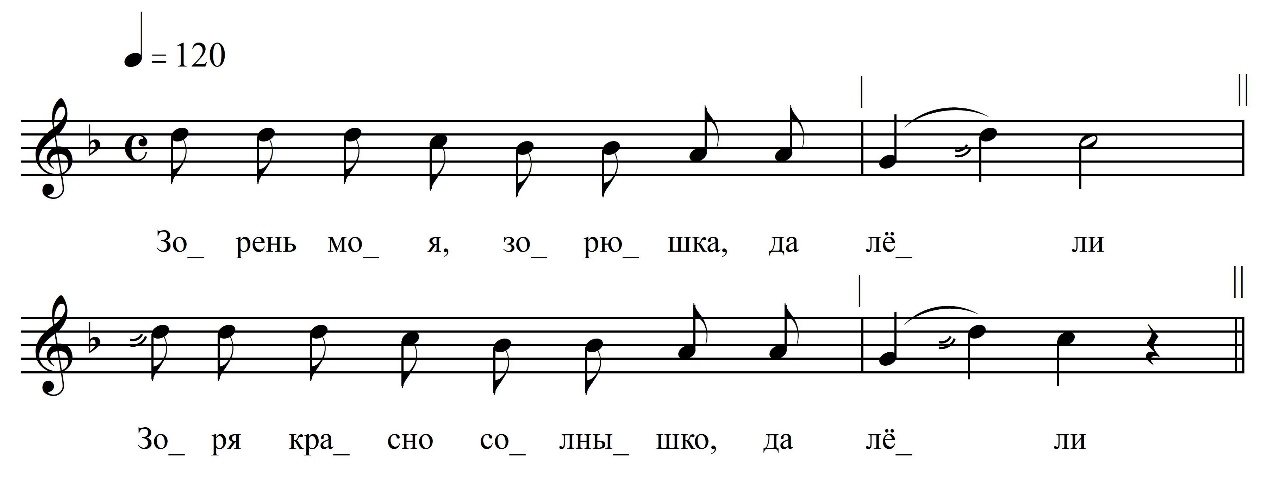 = 120
Зо_ рень мо_ я, зо_ рю_ шка, да лё_ ли
Зо_ ря кра_ сно со_ лны_ шко, да лё_ ли